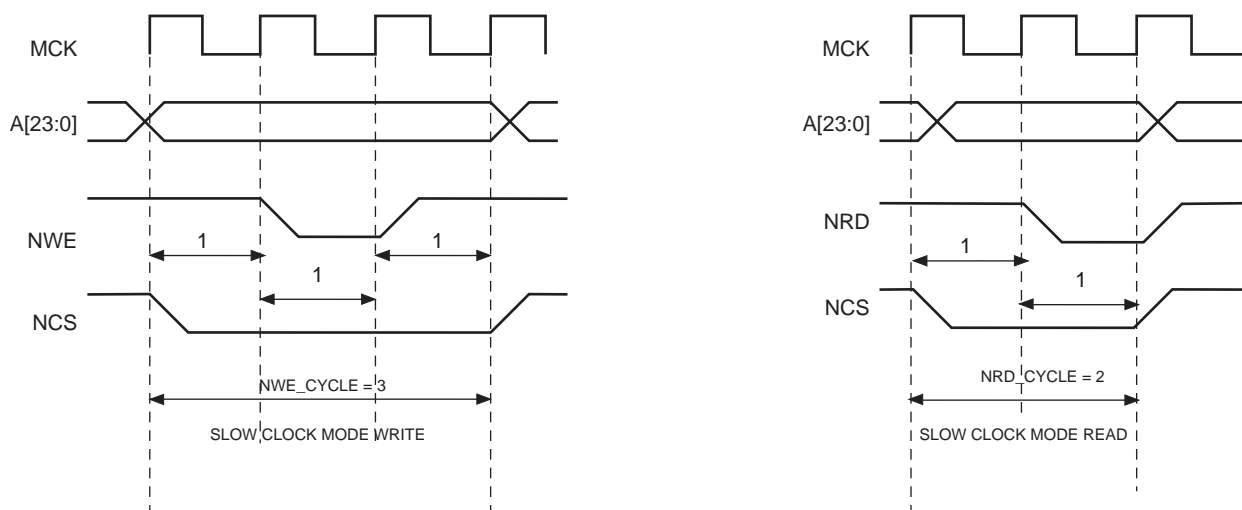 MCK
A[23:0]
NWE
1
1
1
NCS
NWE_CYCLE = 3
SLOW CLOCK MODE WRITE
MCK
A[23:0]
NRD
1
1
NCS
NRD_CYCLE = 2
SLOW CLOCK MODE READ